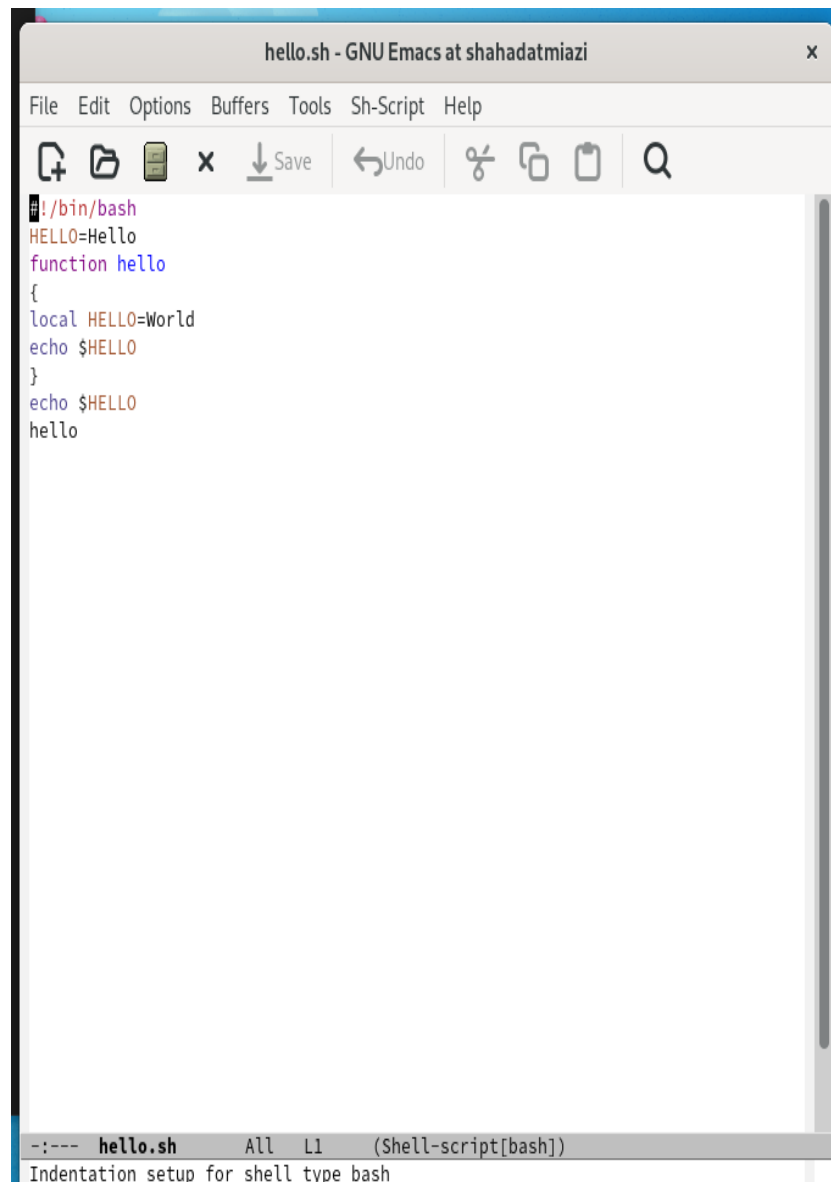 hello.sh - GNU Emacs at shahadatmiazi
File Edit Options Buffers Tools Sh-Script Help
Save Undo
#!/bin/bash
HELLO=Hello
function hello
{
local HELLO=World
echo $HELLO
}
echo $HELLO
hello
-:--- hello.sh All L1 (Shell-script[bash])
Indentation setup for shell type bash